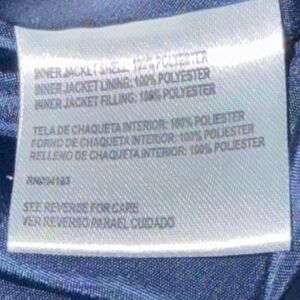 INNER JACKET SHELL: 100% POLYESTER
INNER JACKET LINING: 100% POLYESTER
INNER JACKET FILLING: 100% POLYESTER
TELA DE CHAQUETA INTERIOR: 100% POLIESTER
FORRO DE CHAQUETA INTERIOR: 100% POLIESTER
RELLENO DE CHAQUETA INTERIOR: 100% POLIESTER
SEE REVERSE FOR CARE
VER REVERSO PARAEL CUIDADO